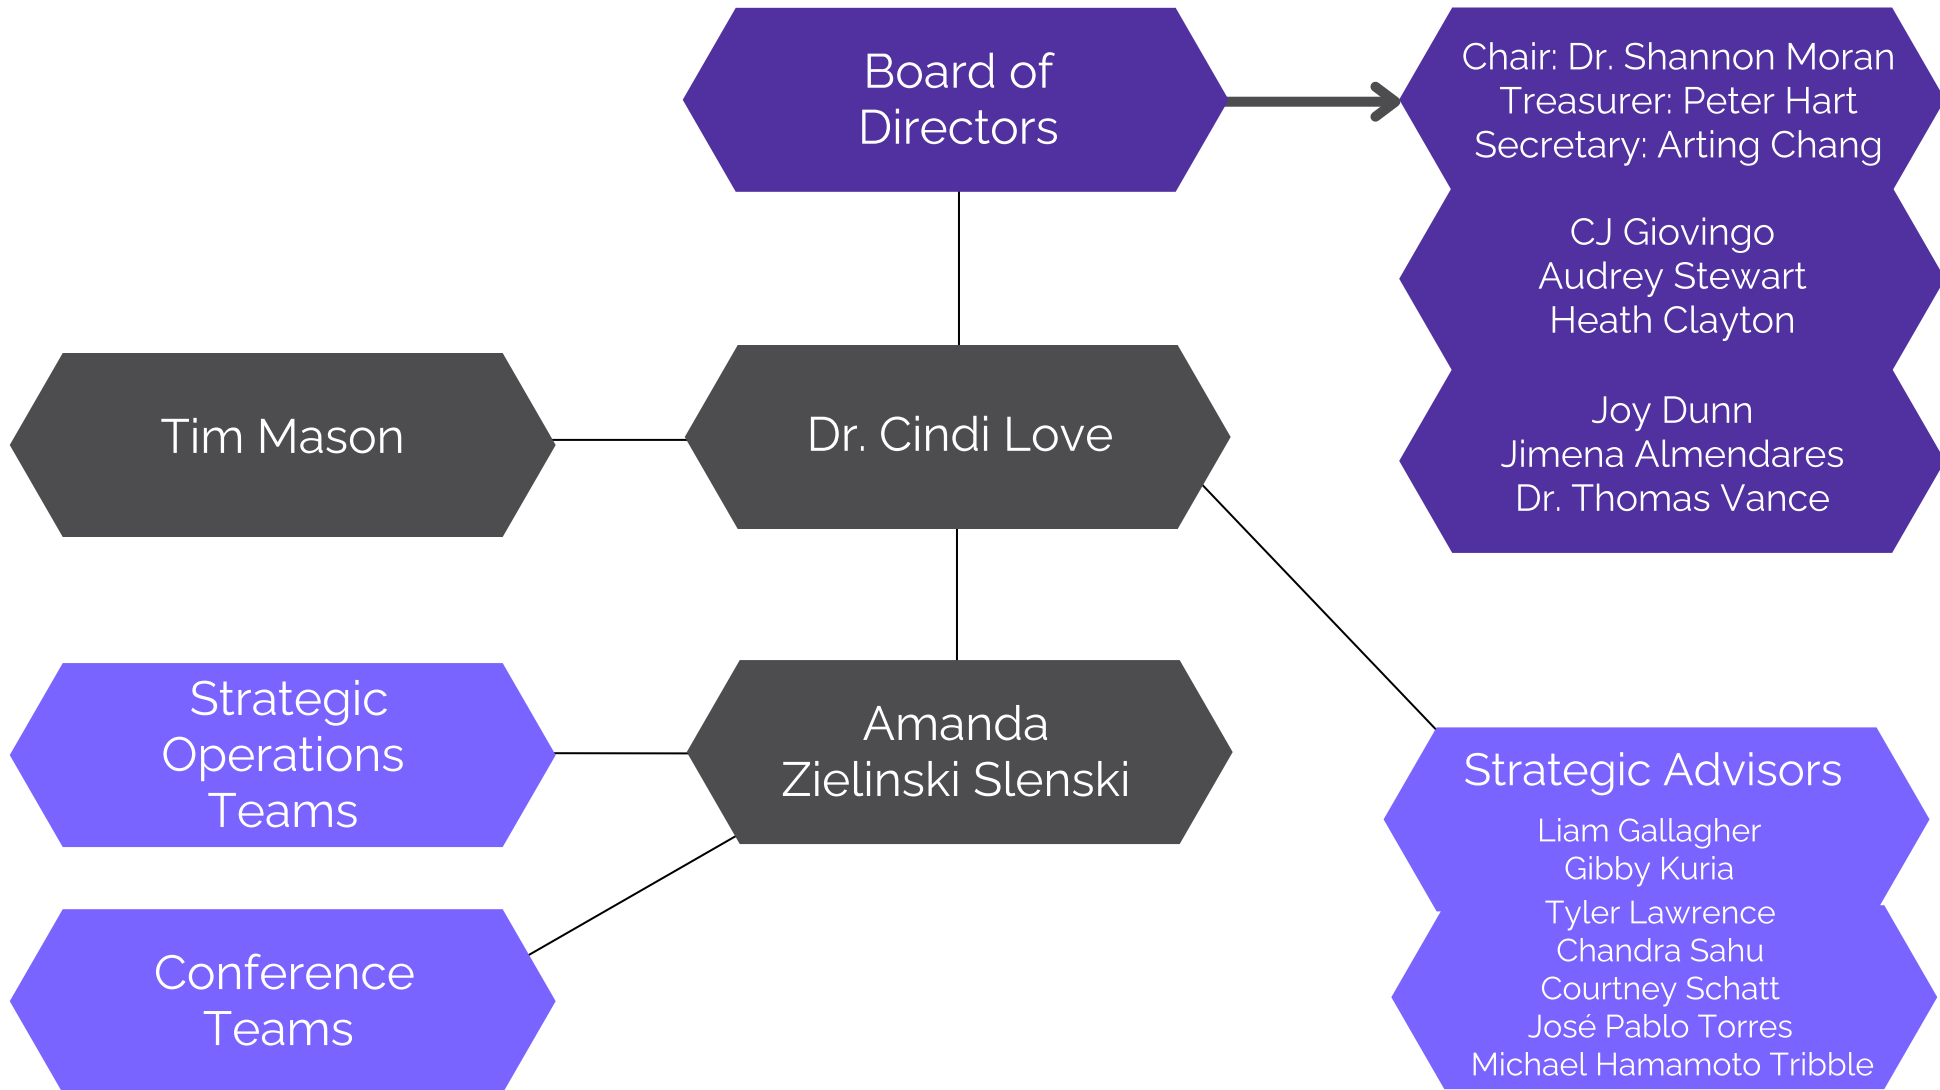 Board of
Directors
Chair: Dr. Shannon Moran
Treasurer: Peter Hart
Secretary: Arting Chang
CJ Giovingo
Audrey Stewart
Heath Clayton
Joy Dunn
Jimena Almendares
Dr. Thomas Vance
Tim Mason
Dr. Cindi Love
Strategic
Operations
Teams
Amanda
Zielinski Slenski
Conference
Teams
Strategic Advisors
Liam Gallagher
Gibby Kuria
Tyler Lawrence
Chandra Sahu
Courtney Schatt
José Pablo Torres
Michael Hamamoto Tribble